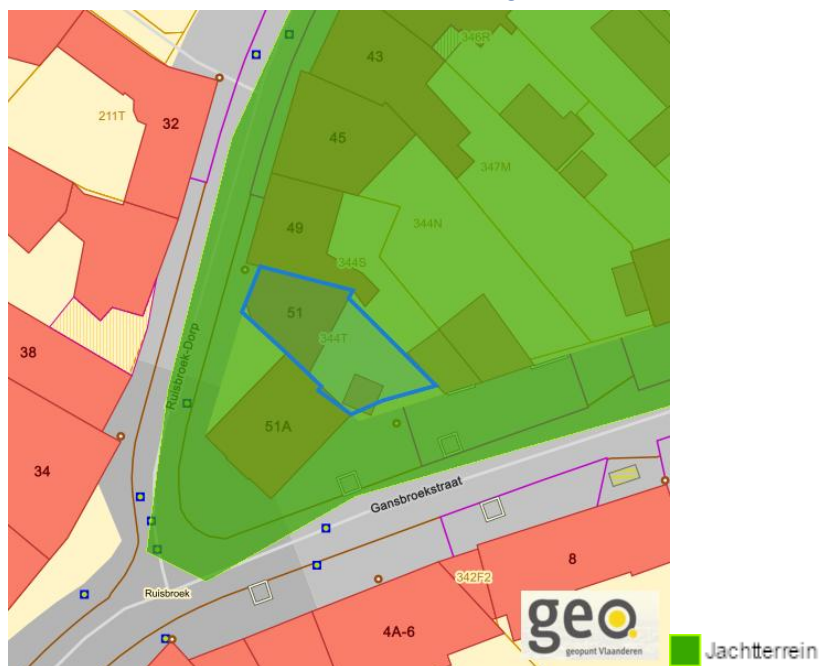 43
346R
32
211T
45
347M
49
344N
344S
51
344T
Ruisbroek-Dorp
38
51A
34
Gansbroekstraat
Ruisbroek
342F2
8
4A-6
geo.
geopunt Vlaanderen
Jachtterrein